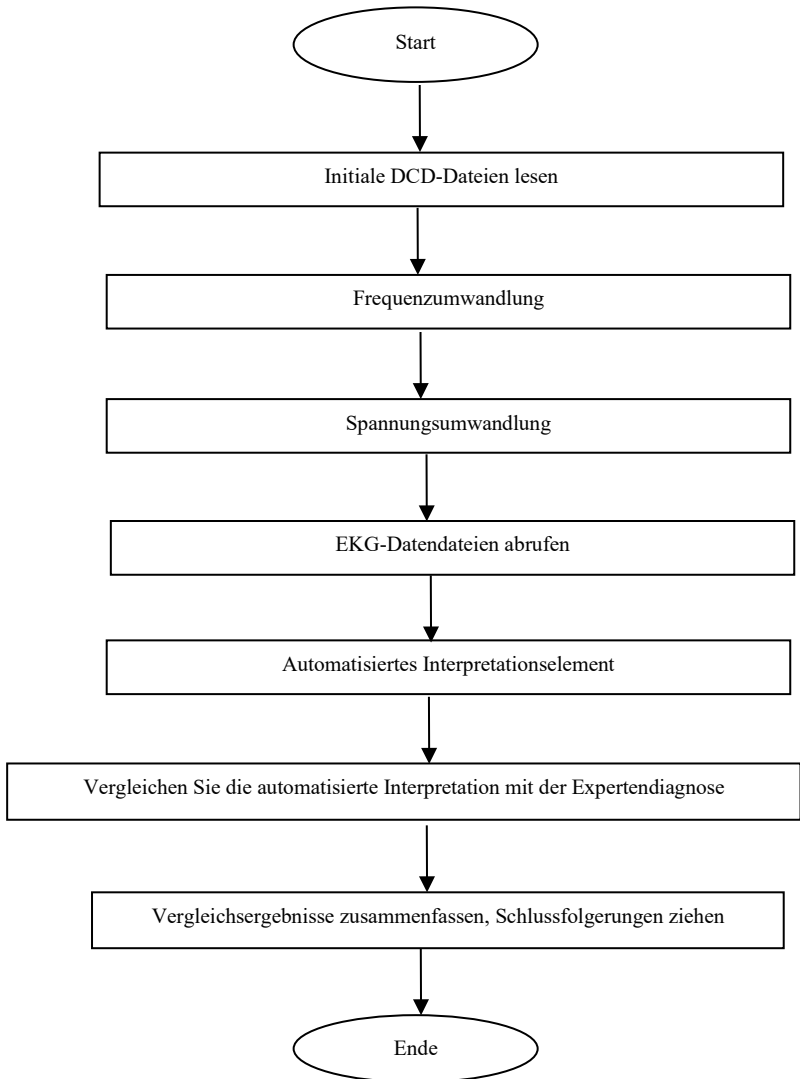 Start
Initiale DCD-Dateien lesen
Frequenzumwandlung
Spannungsumwandlung
EKG-Datendateien abrufen
Automatisiertes Interpretationselement
Vergleichen Sie die automatisierte Interpretation mit der Expertendiagnose
Vergleichsergebnisse zusammenfassen, Schlussfolgerungen ziehen
Ende